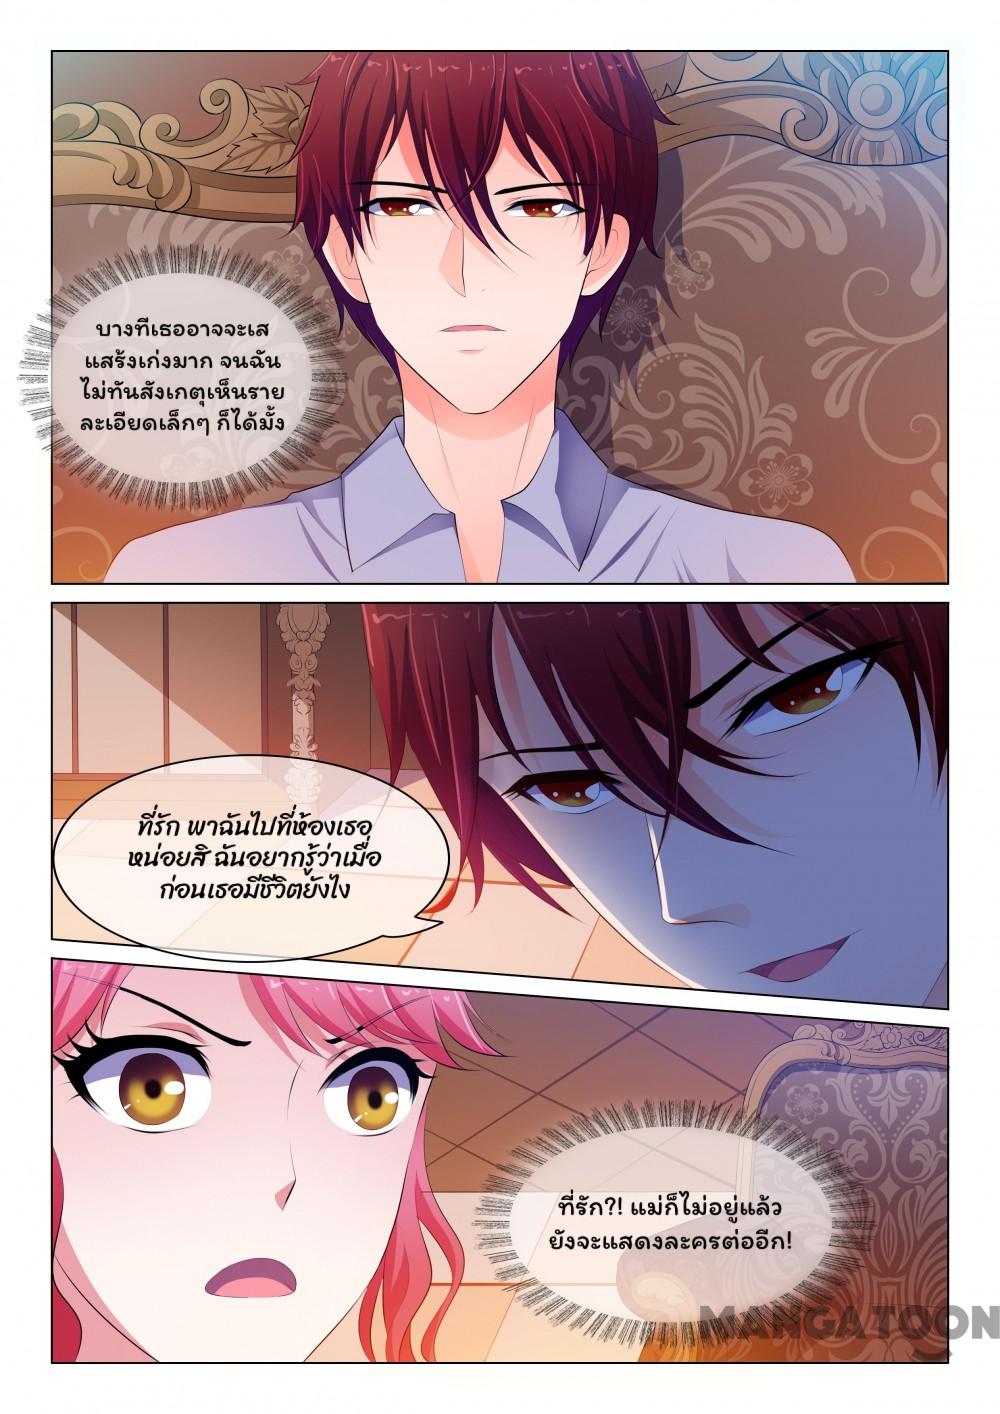 บางทีเธออาจจะเส
แสร้งเก่งมาก จนฉัน
ไม่ทันสังเกตุเห็นราย
ละเอียดเล็กๆ ก็ได้มั้ง
ที่รัก พาฉันไปที่ห้องเธอ
หน่อยสิ ฉันอยากรู้ว่าเมื่อ
ก่อนเธอมีชีวิตยังไง
ที่รัก?! แม่ก็ไม่อยู่แล้ว
ยังจะแสดงละครต่ออีก!
MANGATOON